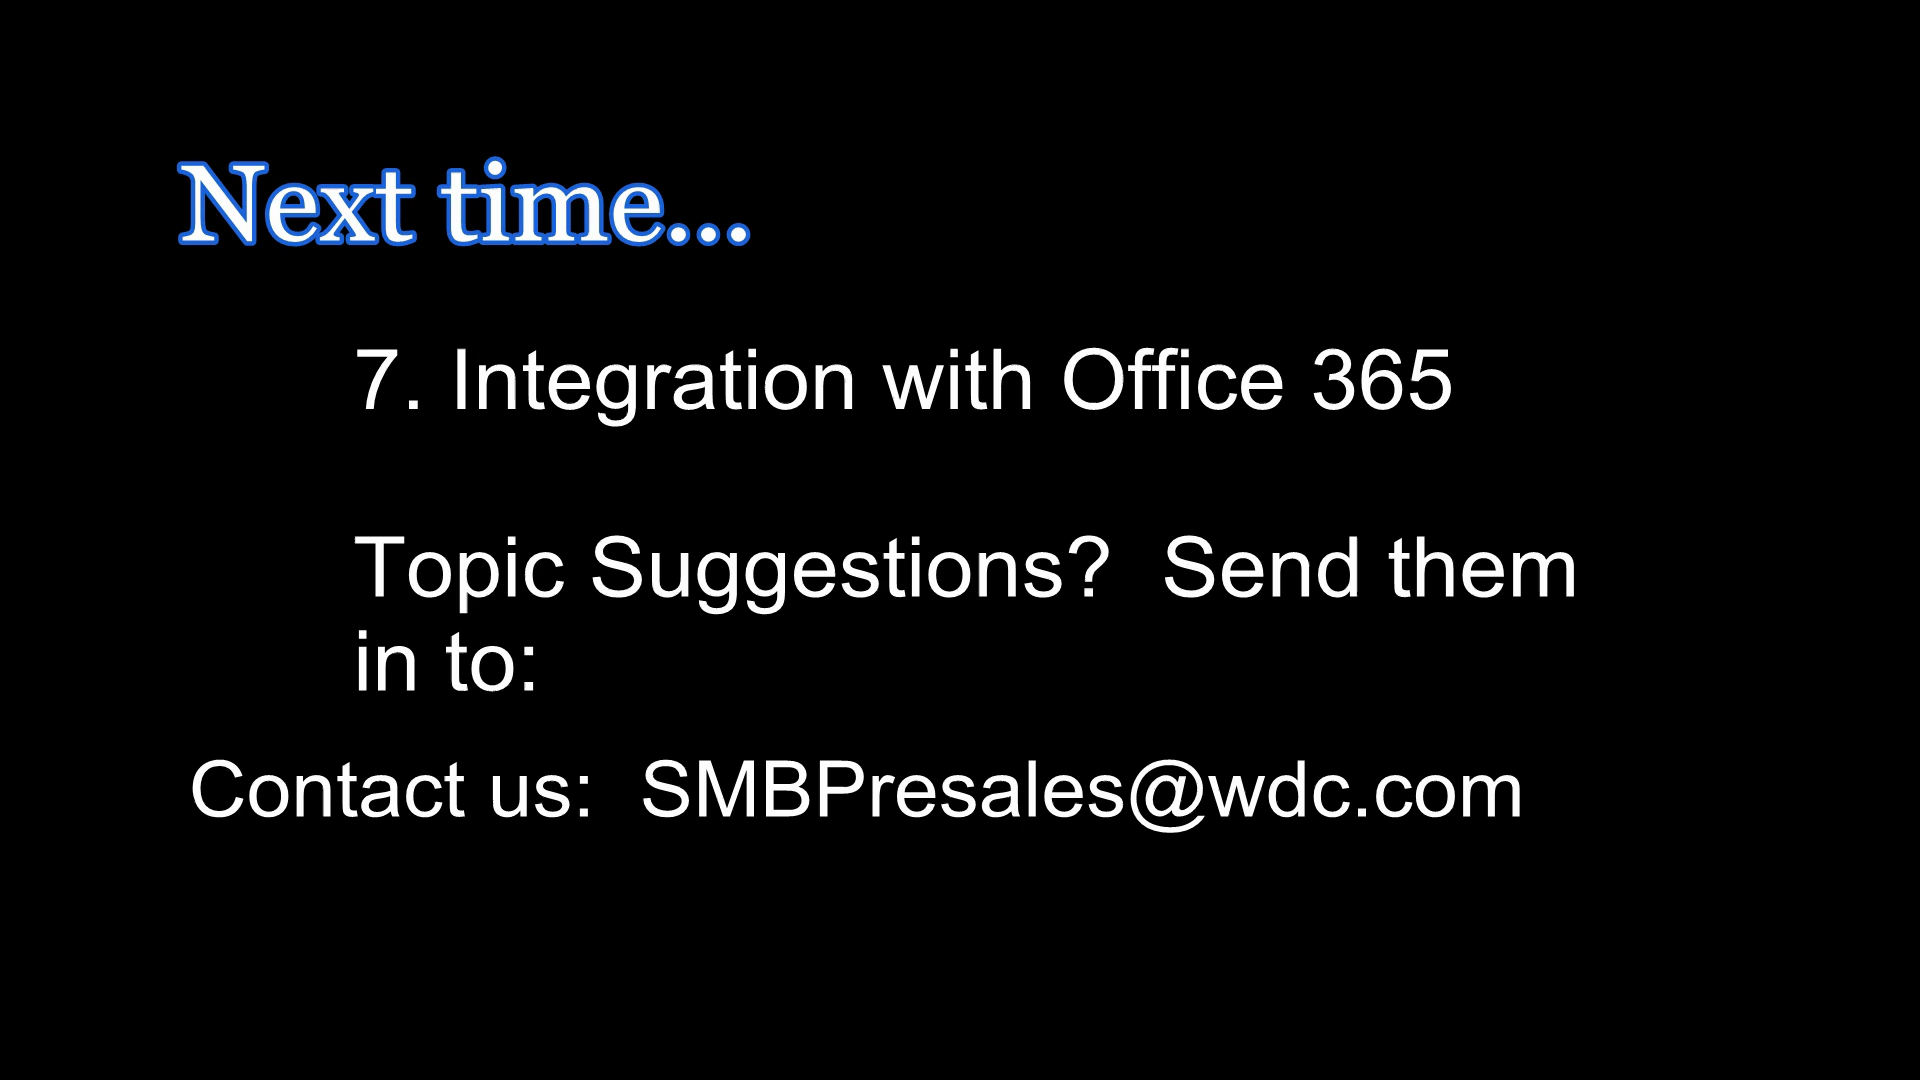 Next time...
7. Integration with Office 365
Topic Suggestions?  Send them
in to:
Contact us:  SMBPresales@wdc.com